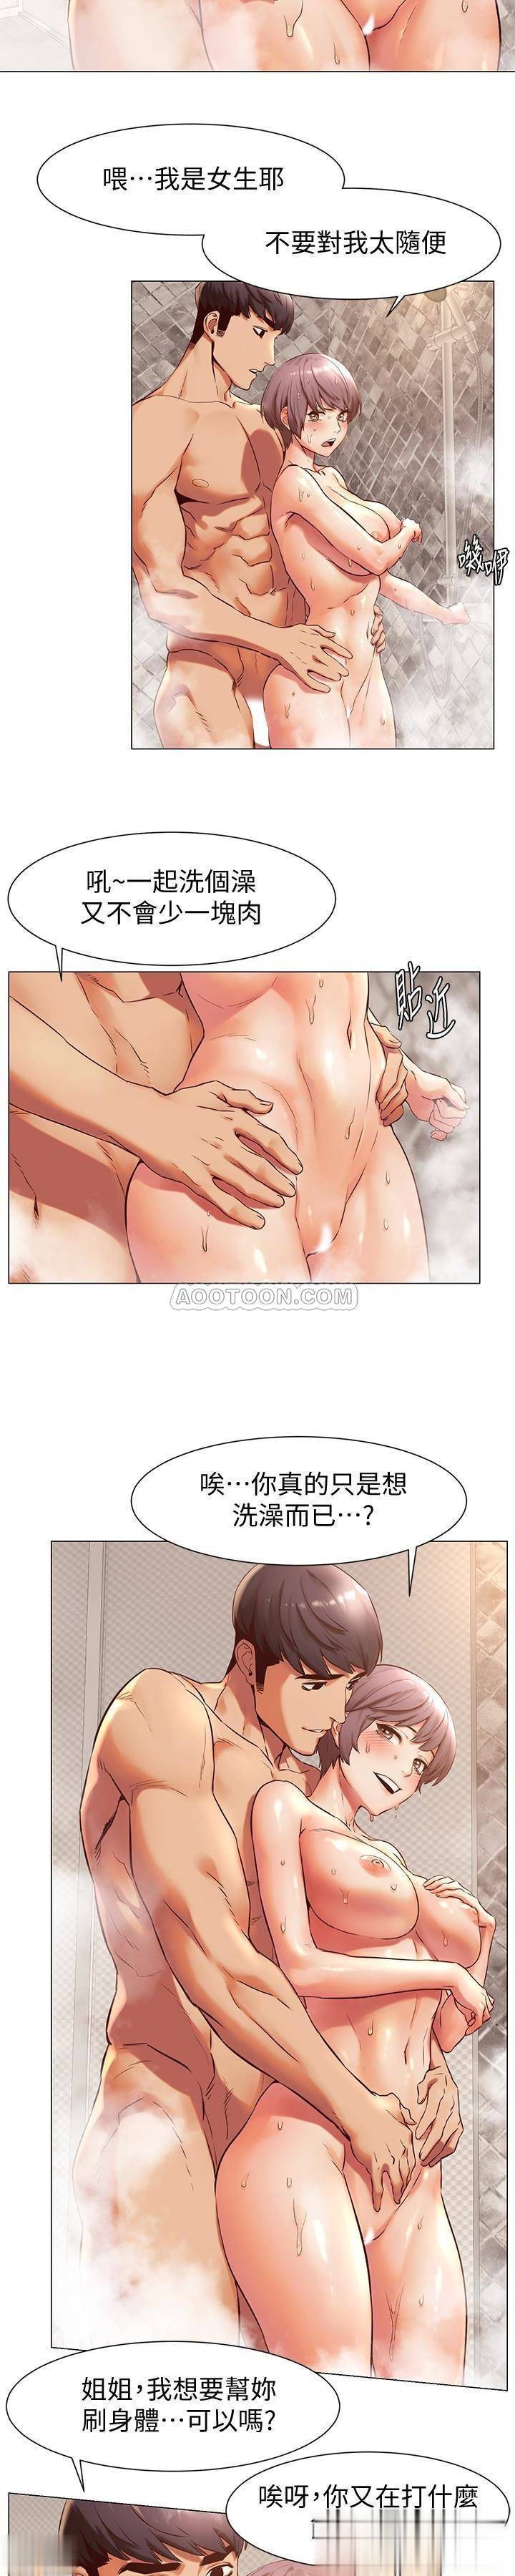 喂⋯我是女生耶
不要對我太隨便
嘰咿
吼~一起洗個澡
又不會少一塊肉
貼近
AOOTOON.COM
唉⋯你真的只是想
洗澡而已⋯?
姐姐,我想要幫妳
刷身體⋯可以嗎?
唉呀,你又在打什麼